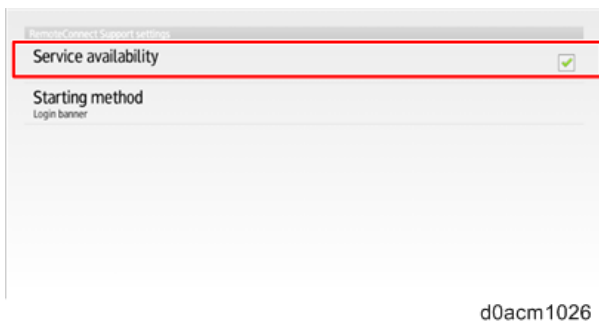 RemoteConnect Support settings
Service availability
Starting method
Login banner
d0acm1026